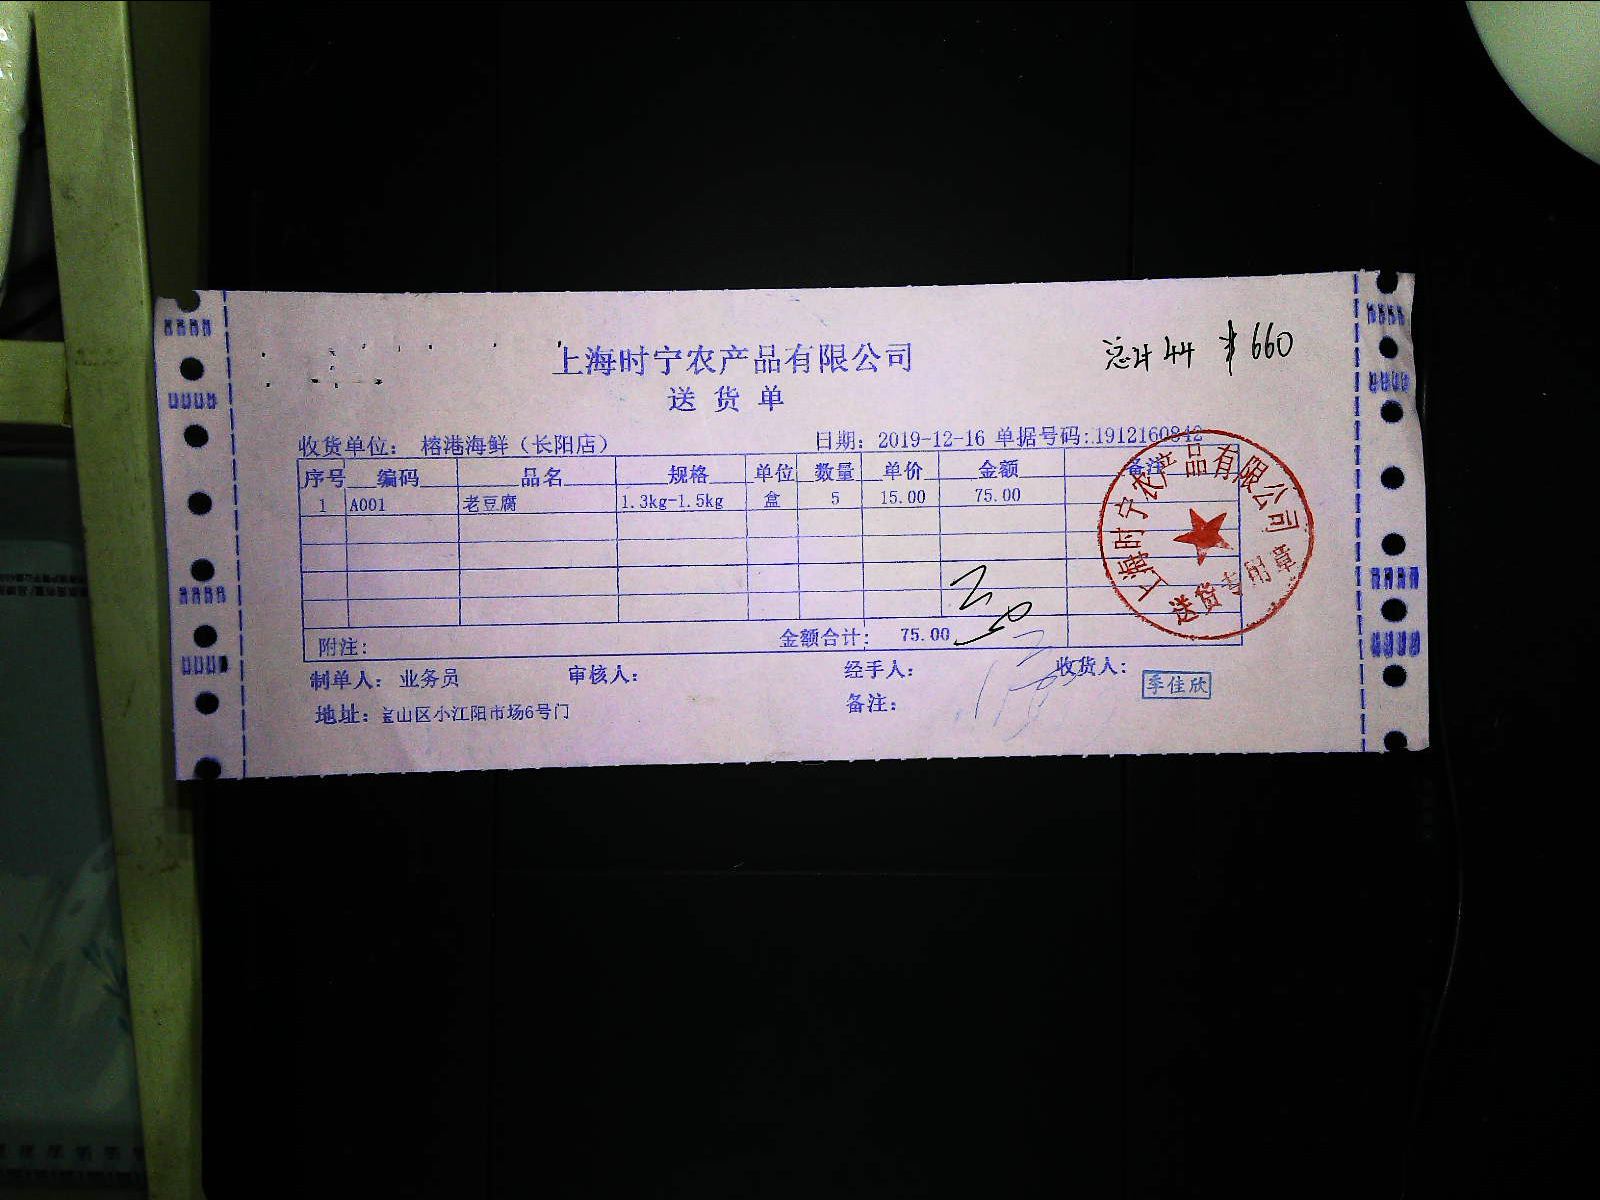 总计 44 ¥660
上海时宁农产品有限公司
送货单
收货单位： 榕港海鲜（长阳店） 日期：2019-12-16 单据号码：1912160842
序号 编码 品名 规格 单位 数量 单价 金额 备注
1 A001 老豆腐 1.3kg-1.5kg 盒 5 15.00 75.00
附注： 金额合计： 75.00
制单人： 业务员 审核人： 经手人： 收货人：
季佳欣
地址：宝山区小江阳市场6号门 备注：
上海时宁农产品有限公司
送货专用章